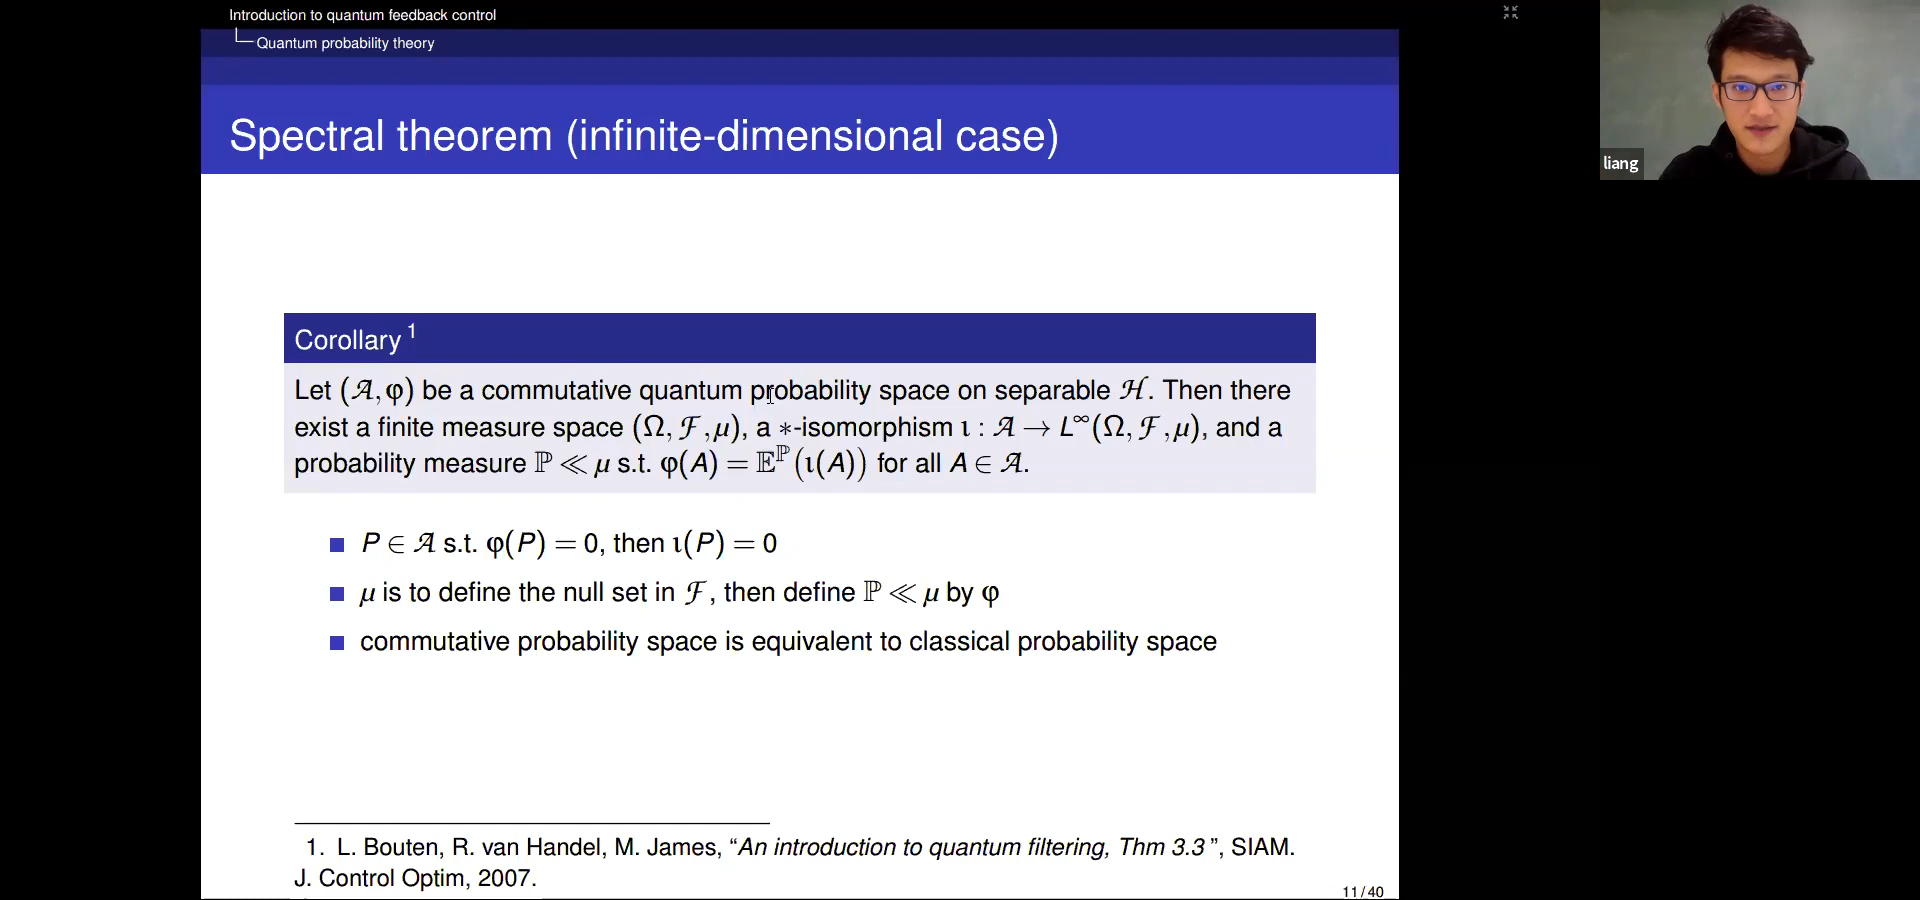 Introduction to quantum feedback control
Quantum probability theory
Spectral theorem (infinite-dimensional case)
liang
Corollary ¹
Let (𝒜, φ) be a commutative quantum probability space on separable ℋ. Then there
exist a finite measure space (Ω, ℱ, μ), a ∗-isomorphism ι : 𝒜 → L^∞(Ω, ℱ, μ), and a
probability measure ℙ ≪ μ s.t. φ(A) = 𝔼^ℙ(ι(A)) for all A ∈ 𝒜.
P ∈ 𝒜 s.t. φ(P) = 0, then ι(P) = 0
μ is to define the null set in ℱ, then define ℙ ≪ μ by φ
commutative probability space is equivalent to classical probability space
1. L. Bouten, R. van Handel, M. James, “An introduction to quantum filtering, Thm 3.3”, SIAM.
J. Control Optim, 2007.
11/40